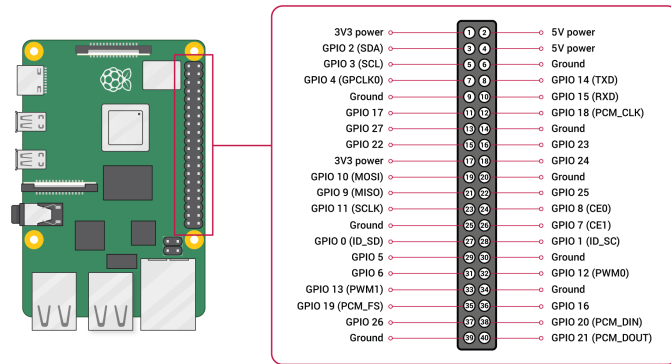 3V3 power 1 2 5V power
GPIO 2 (SDA) 3 4 5V power
GPIO 3 (SCL) 5 6 Ground
GPIO 4 (GPCLK0) 7 8 GPIO 14 (TXD)
Ground 9 10 GPIO 15 (RXD)
GPIO 17 11 12 GPIO 18 (PCM_CLK)
GPIO 27 13 14 Ground
GPIO 22 15 16 GPIO 23
3V3 power 17 18 GPIO 24
GPIO 10 (MOSI) 19 20 Ground
GPIO 9 (MISO) 21 22 GPIO 25
GPIO 11 (SCLK) 23 24 GPIO 8 (CE0)
Ground 25 26 GPIO 7 (CE1)
GPIO 0 (ID_SD) 27 28 GPIO 1 (ID_SC)
GPIO 5 29 30 Ground
GPIO 6 31 32 GPIO 12 (PWM0)
GPIO 13 (PWM1) 33 34 Ground
GPIO 19 (PCM_FS) 35 36 GPIO 16
GPIO 26 37 38 GPIO 20 (PCM_DIN)
Ground 39 40 GPIO 21 (PCM_DOUT)